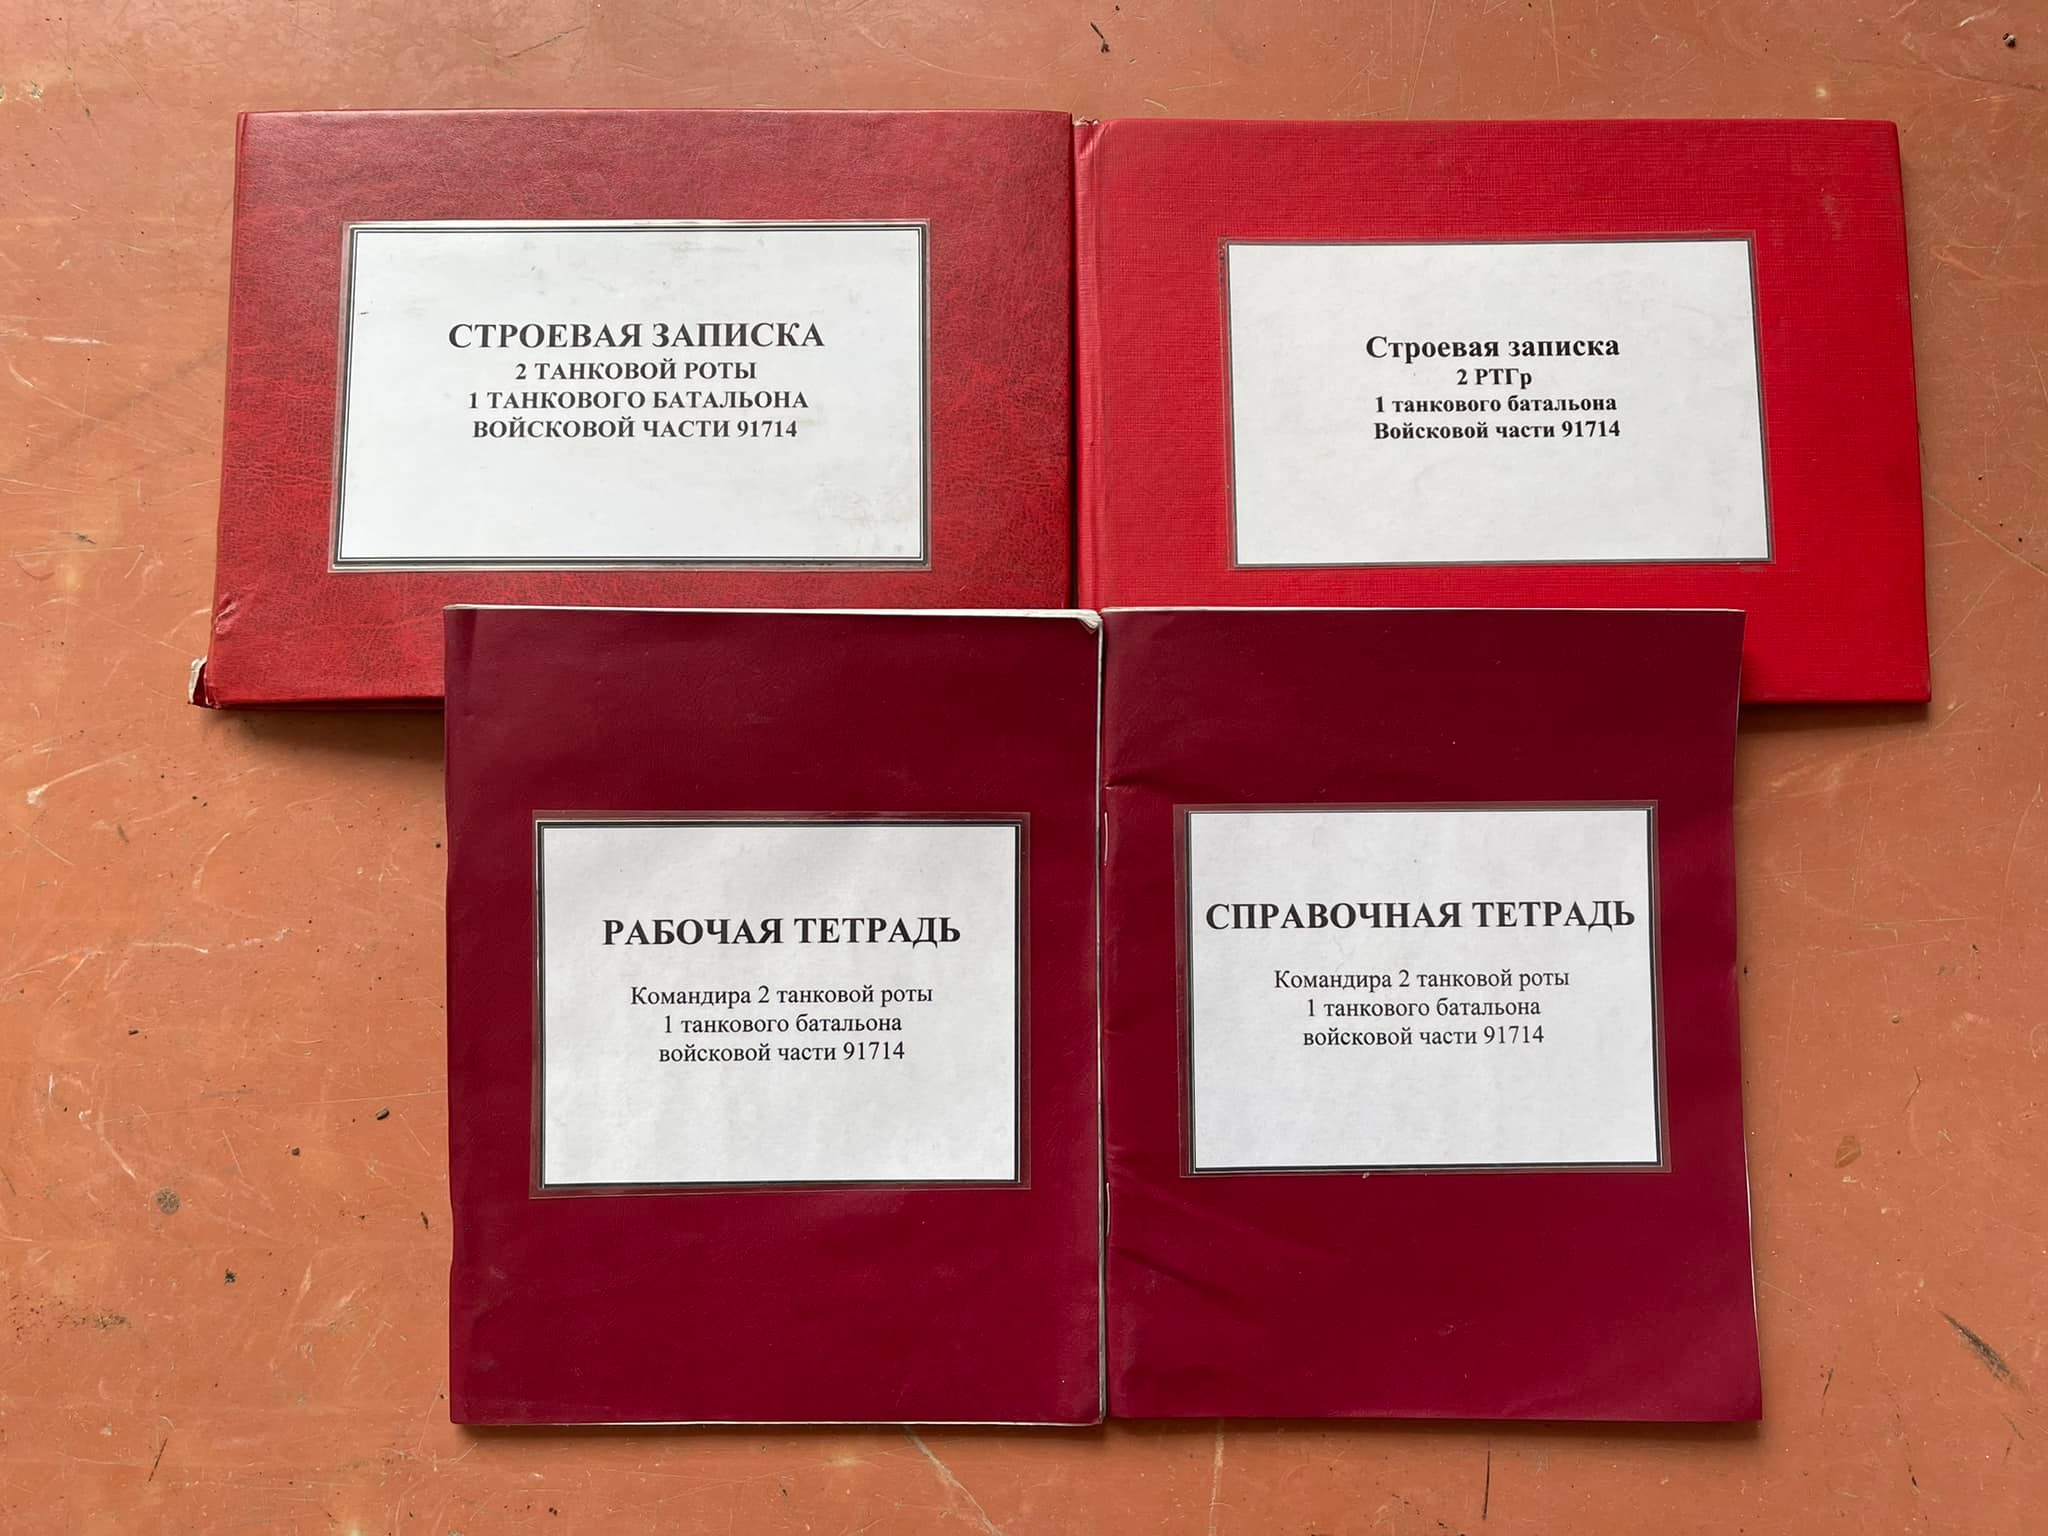 СТРОЕВАЯ ЗАПИСКА
2 ТАНКОВОЙ РОТЫ
1 ТАНКОВОГО БАТАЛЬОНА
ВОЙСКОВОЙ ЧАСТИ 91714
Строевая записка
2 РТГр
1 танкового батальона
Войсковой части 91714
РАБОЧАЯ ТЕТРАДЬ
Командира 2 танковой роты
1 танкового батальона
войсковой части 91714
СПРАВОЧНАЯ ТЕТРАДЬ
Командира 2 танковой роты
1 танкового батальона
войсковой части 91714